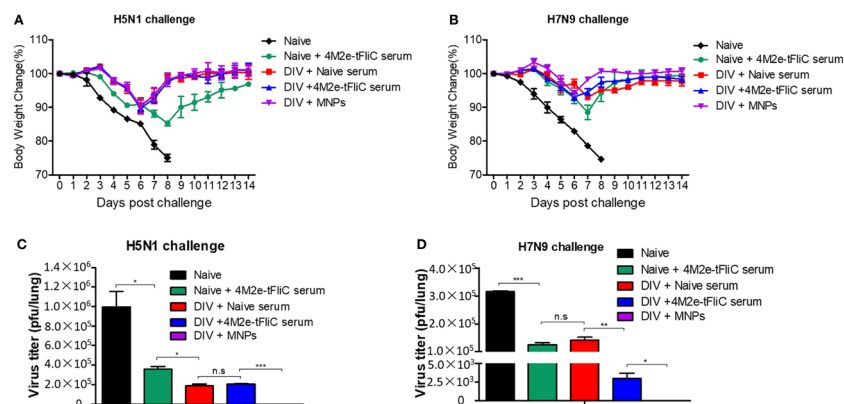 A
H5N1 challenge
Body Weight Change(%)
110
100
90
80
70
0 1 2 3 4 5 6 7 8 9 10 11 12 13 14
Days post challenge
Naive
Naive + 4M2e-tFliC serum
DIV + Naive serum
DIV +4M2e-tFliC serum
DIV + MNPs
B
H7N9 challenge
Body Weight Change(%)
110
100
90
80
70
0 1 2 3 4 5 6 7 8 9 10 11 12 13 14
Days post challenge
Naive
Naive + 4M2e-tFliC serum
DIV + Naive serum
DIV +4M2e-tFliC serum
DIV + MNPs
C
H5N1 challenge
Virus titer (pfu/lung)
1.4×10⁶
1.2×10⁶
1.0×10⁶
8.0×10⁵
6.0×10⁵
4.0×10⁵
2.0×10⁵
0
*
*
n.s
***
Naive
Naive + 4M2e-tFliC serum
DIV + Naive serum
DIV +4M2e-tFliC serum
DIV + MNPs
D
H7N9 challenge
Virus titer (pfu/lung)
4.0×10⁵
3.0×10⁵
2.0×10⁵
1.0×10⁵
5.0×10³
2.5×10³
0
***
n.s
**
*
Naive
Naive + 4M2e-tFliC serum
DIV + Naive serum
DIV +4M2e-tFliC serum
DIV + MNPs